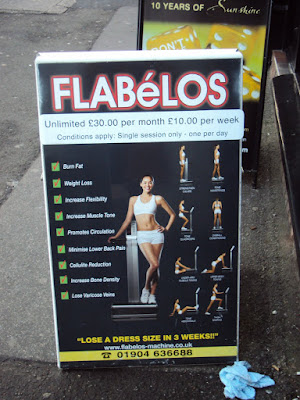 10 YEARS OF Sunshine
DON'T
FLABéLOS
Unlimited £30.00 per month £10.00 per week
Conditions apply: Single session only - one per day
Burn Fat
Weight Loss
Increase Flexibility
Increase Muscle Tone
Promotes Circulation
Minimise Lower Back Pain
Cellulite Reduction
Increase Bone Density
Lose Varicose Veins
"LOSE A DRESS SIZE IN 3 WEEKS!!"
www.flabelos-machine.co.uk
☎ 01904 636688